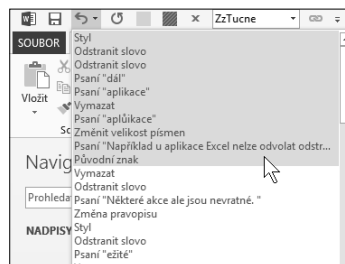 ZzTucne
SOUBOR
Styl
Odstranit slovo
Odstranit slovo
Psaní "dál"
Psaní "aplikace"
Vymazat
Psaní "aplůikace"
Změnit velikost písmen
Psaní "Například u aplikace Excel nelze odvolat odstr...
Původní znak
Vymazat
Odstranit slovo
Psaní "Některé akce ale jsou nevratné. "
Změna pravopisu
Styl
Odstranit slovo
Psaní "ežité"
Vložit
Sc
Navig
Prohleda
NADPISY